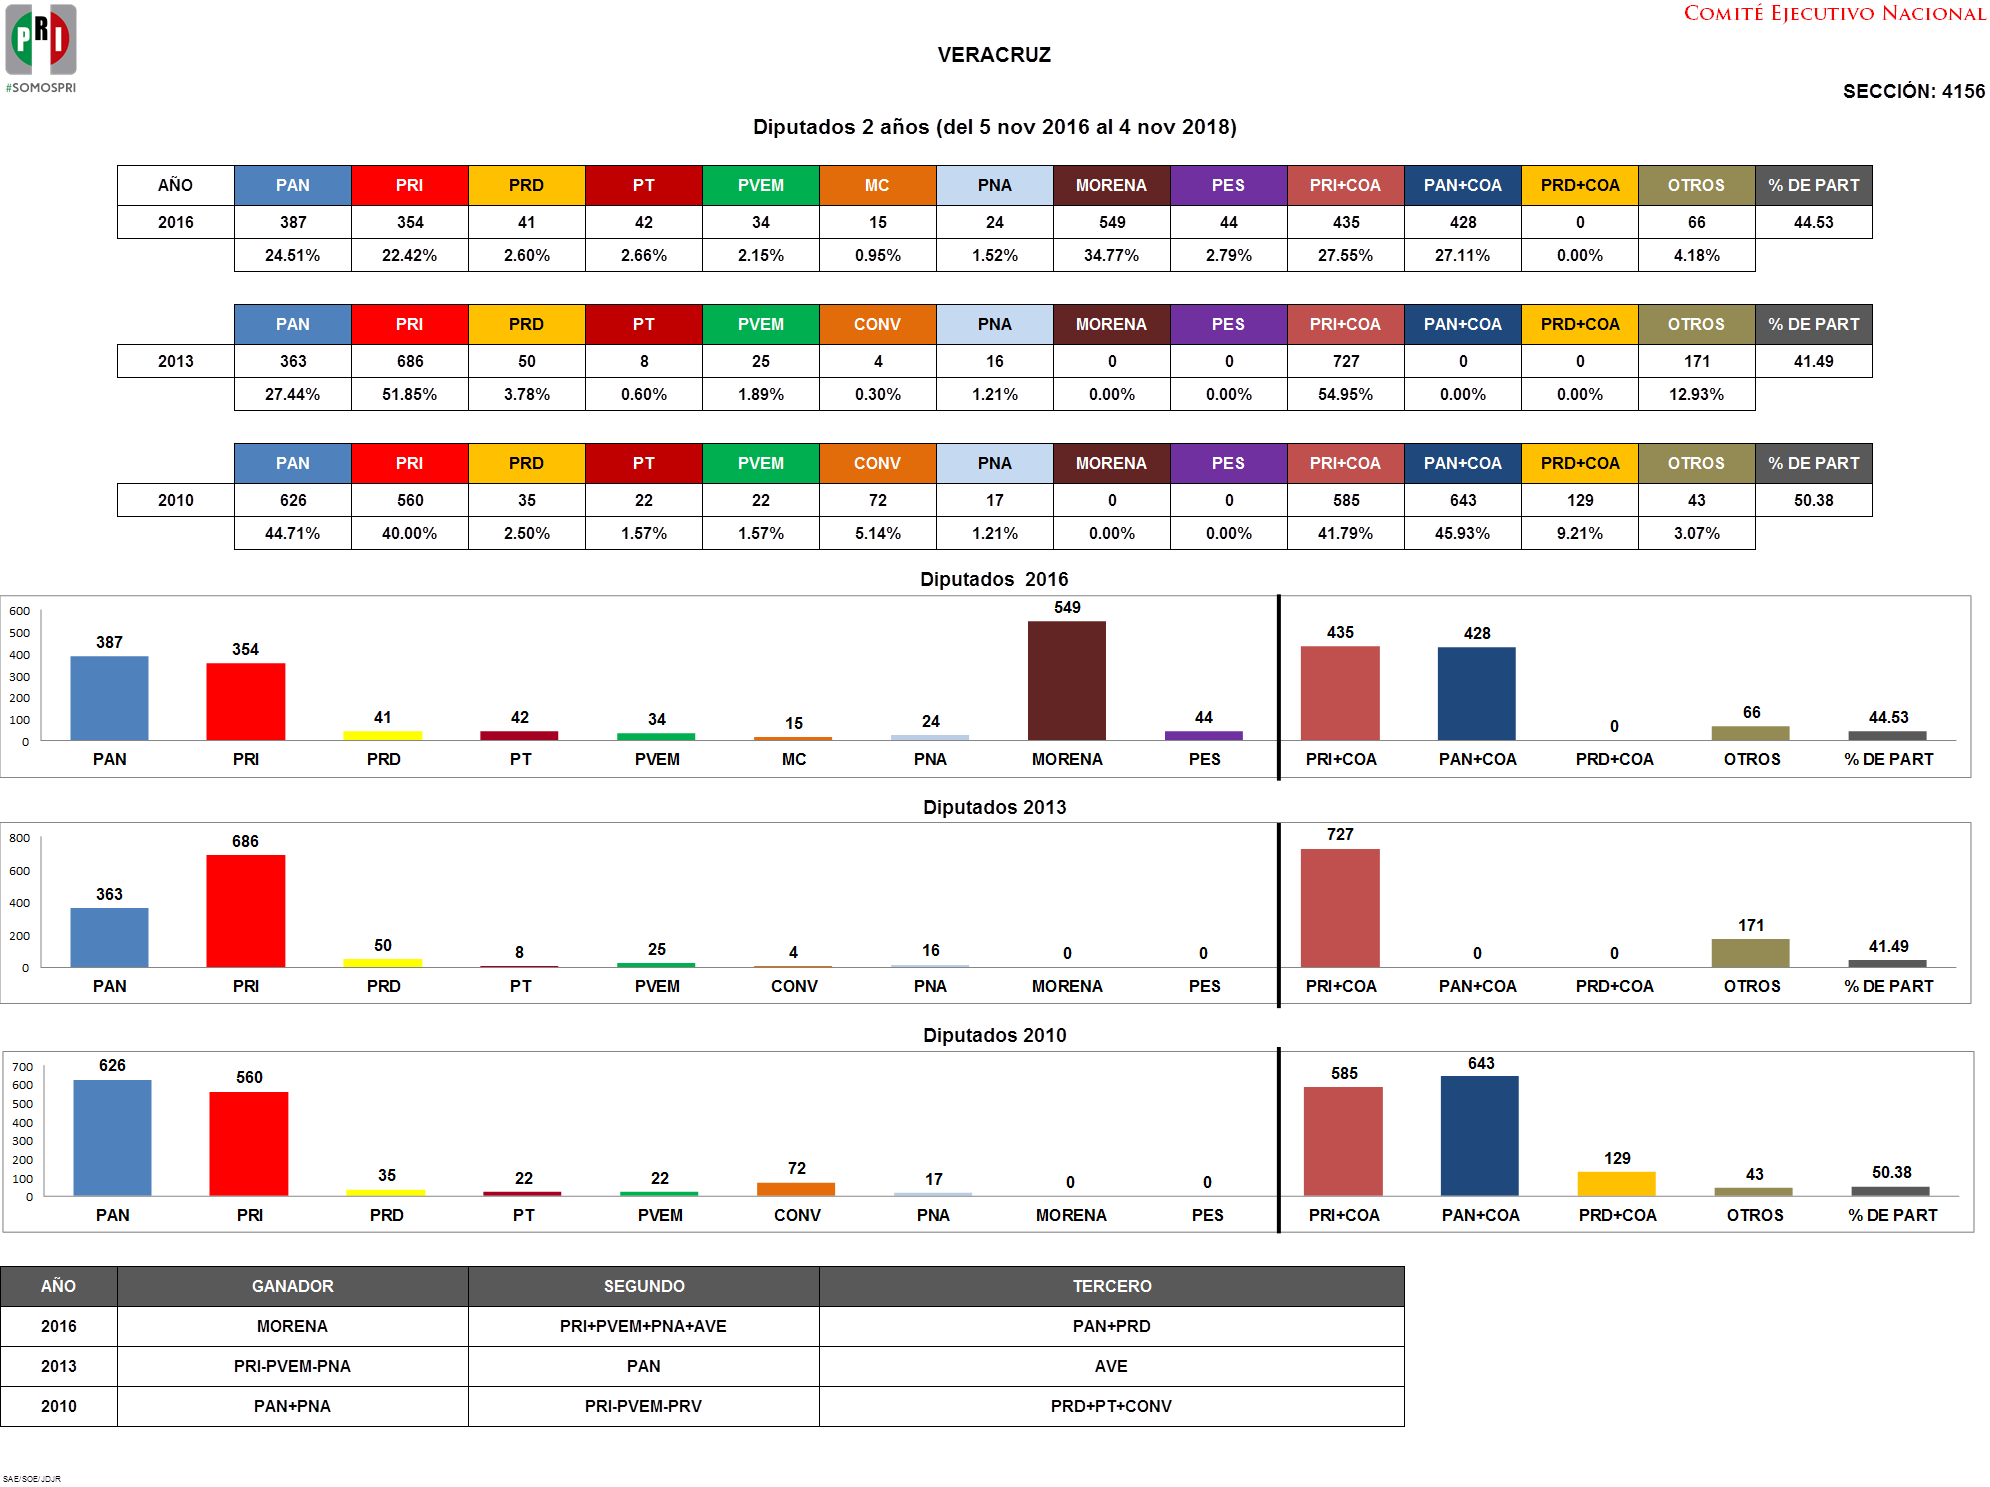 PRI
#SOMOSPRI
COMITÉ EJECUTIVO NACIONAL
VERACRUZ
SECCIÓN: 4156
Diputados 2 años (del 5 nov 2016 al 4 nov 2018)
AÑO PAN PRI PRD PT PVEM MC PNA MORENA PES PRI+COA PAN+COA PRD+COA OTROS % DE PART
2016 387 354 41 42 34 15 24 549 44 435 428 0 66 44.53
24.51% 22.42% 2.60% 2.66% 2.15% 0.95% 1.52% 34.77% 2.79% 27.55% 27.11% 0.00% 4.18%
PAN PRI PRD PT PVEM CONV PNA MORENA PES PRI+COA PAN+COA PRD+COA OTROS % DE PART
2013 363 686 50 8 25 4 16 0 0 727 0 0 171 41.49
27.44% 51.85% 3.78% 0.60% 1.89% 0.30% 1.21% 0.00% 0.00% 54.95% 0.00% 0.00% 12.93%
PAN PRI PRD PT PVEM CONV PNA MORENA PES PRI+COA PAN+COA PRD+COA OTROS % DE PART
2010 626 560 35 22 22 72 17 0 0 585 643 129 43 50.38
44.71% 40.00% 2.50% 1.57% 1.57% 5.14% 1.21% 0.00% 0.00% 41.79% 45.93% 9.21% 3.07%
Diputados 2016
600
500
400
300
200
100
0
387 354 41 42 34 15 24 549 44 435 428 0 66 44.53
PAN PRI PRD PT PVEM MC PNA MORENA PES PRI+COA PAN+COA PRD+COA OTROS % DE PART
Diputados 2013
800
600
400
200
0
363 686 50 8 25 4 16 0 0 727 0 0 171 41.49
PAN PRI PRD PT PVEM CONV PNA MORENA PES PRI+COA PAN+COA PRD+COA OTROS % DE PART
Diputados 2010
700
600
500
400
300
200
100
0
626 560 35 22 22 72 17 0 0 585 643 129 43 50.38
PAN PRI PRD PT PVEM CONV PNA MORENA PES PRI+COA PAN+COA PRD+COA OTROS % DE PART
AÑO GANADOR SEGUNDO TERCERO
2016 MORENA PRI+PVEM+PNA+AVE PAN+PRD
2013 PRI-PVEM-PNA PAN AVE
2010 PAN+PNA PRI-PVEM-PRV PRD+PT+CONV
SAE/SOE/JDJR